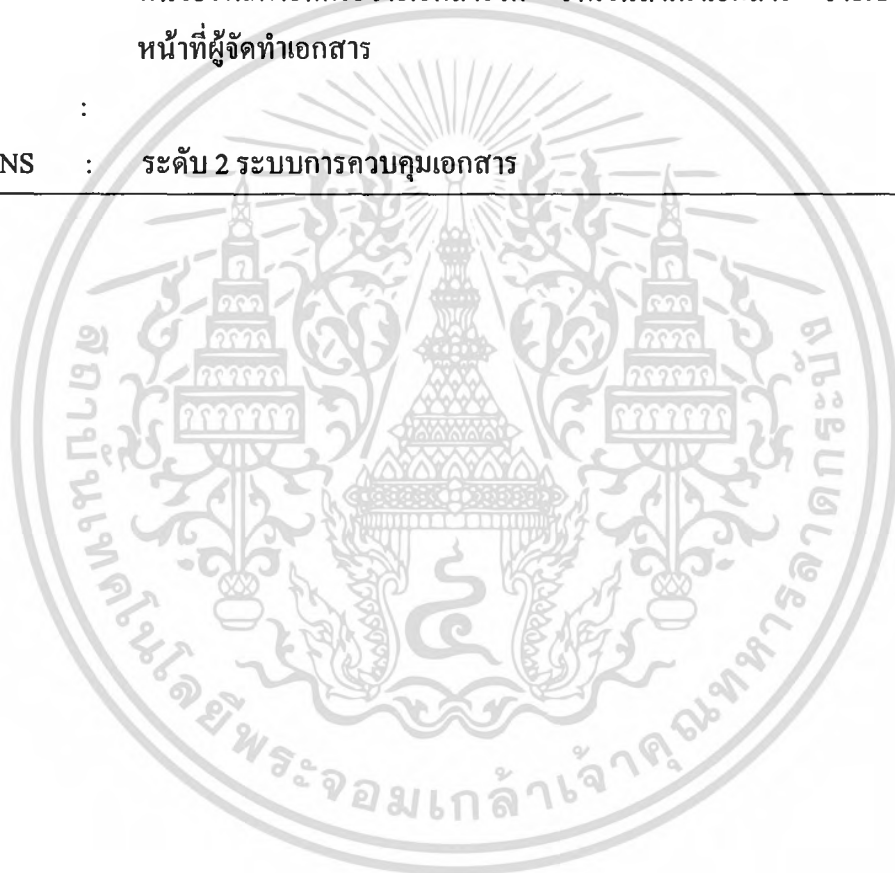 หน้าที่ผู้จัดทำเอกสาร
:
NS : ระดับ 2 ระบบการควบคุมเอกสาร
สถาบันเทคโนโลยีพระจอมเกล้าเจ้าคุณทหารลาดกระบัง